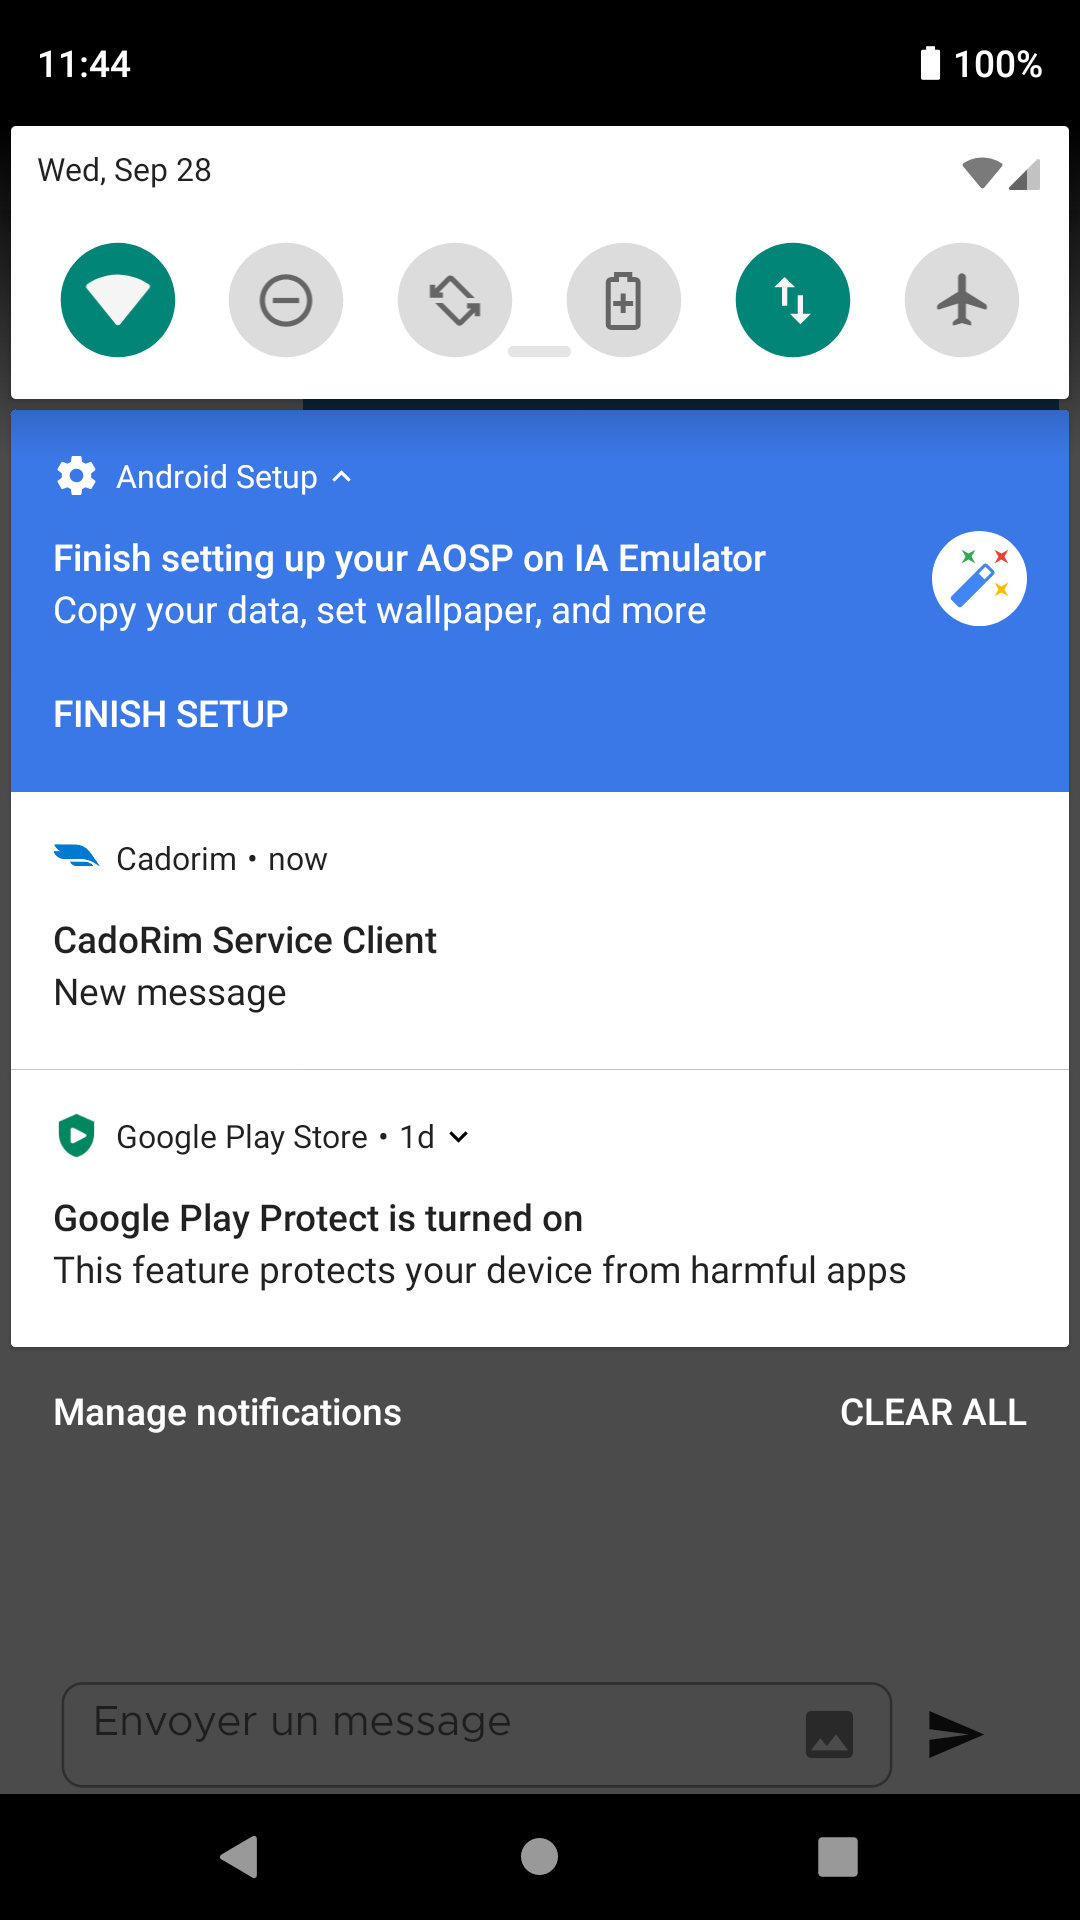 11:44 100%
Wed, Sep 28
Android Setup
Finish setting up your AOSP on IA Emulator
Copy your data, set wallpaper, and more
FINISH SETUP
Cadorim • now
CadoRim Service Client
New message
Google Play Store • 1d
Google Play Protect is turned on
This feature protects your device from harmful apps
Manage notifications CLEAR ALL
Envoyer un message